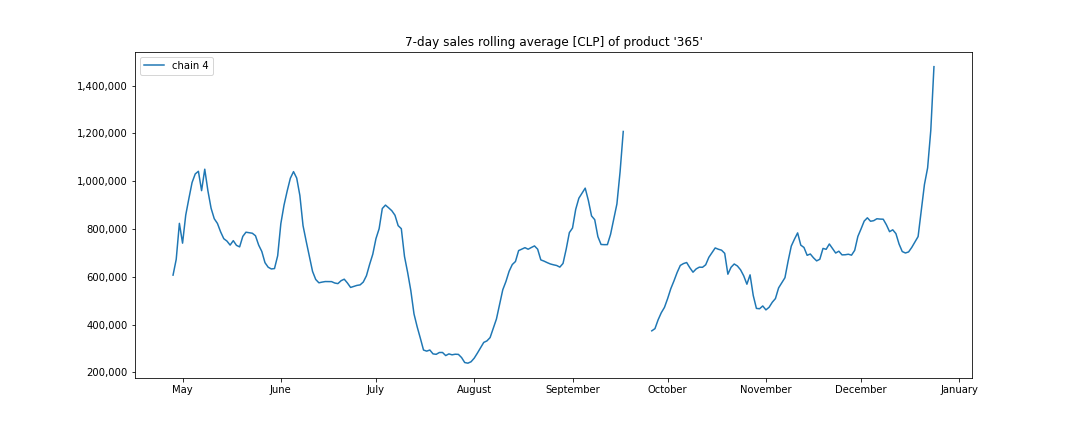 7-day sales rolling average [CLP] of product '365'
chain 4
1,400,000
1,200,000
1,000,000
800,000
600,000
400,000
200,000
May June July August September October November December January